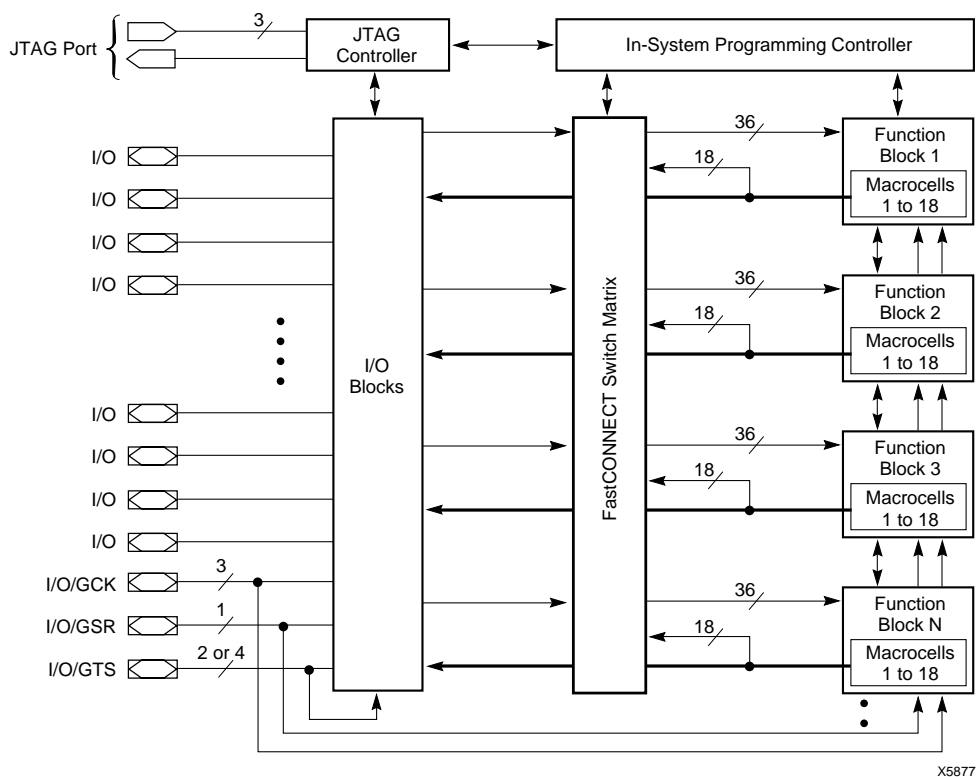 JTAG Port
3
JTAG
Controller
In-System Programming Controller
I/O
I/O
I/O
I/O
I/O
I/O
I/O
I/O
I/O/GCK
3
I/O/GSR
1
I/O/GTS
2 or 4
I/O
Blocks
FastCONNECT Switch Matrix
36
18
Function
Block 1
Macrocells
1 to 18
36
18
Function
Block 2
Macrocells
1 to 18
36
18
Function
Block 3
Macrocells
1 to 18
36
18
Function
Block N
Macrocells
1 to 18
X5877